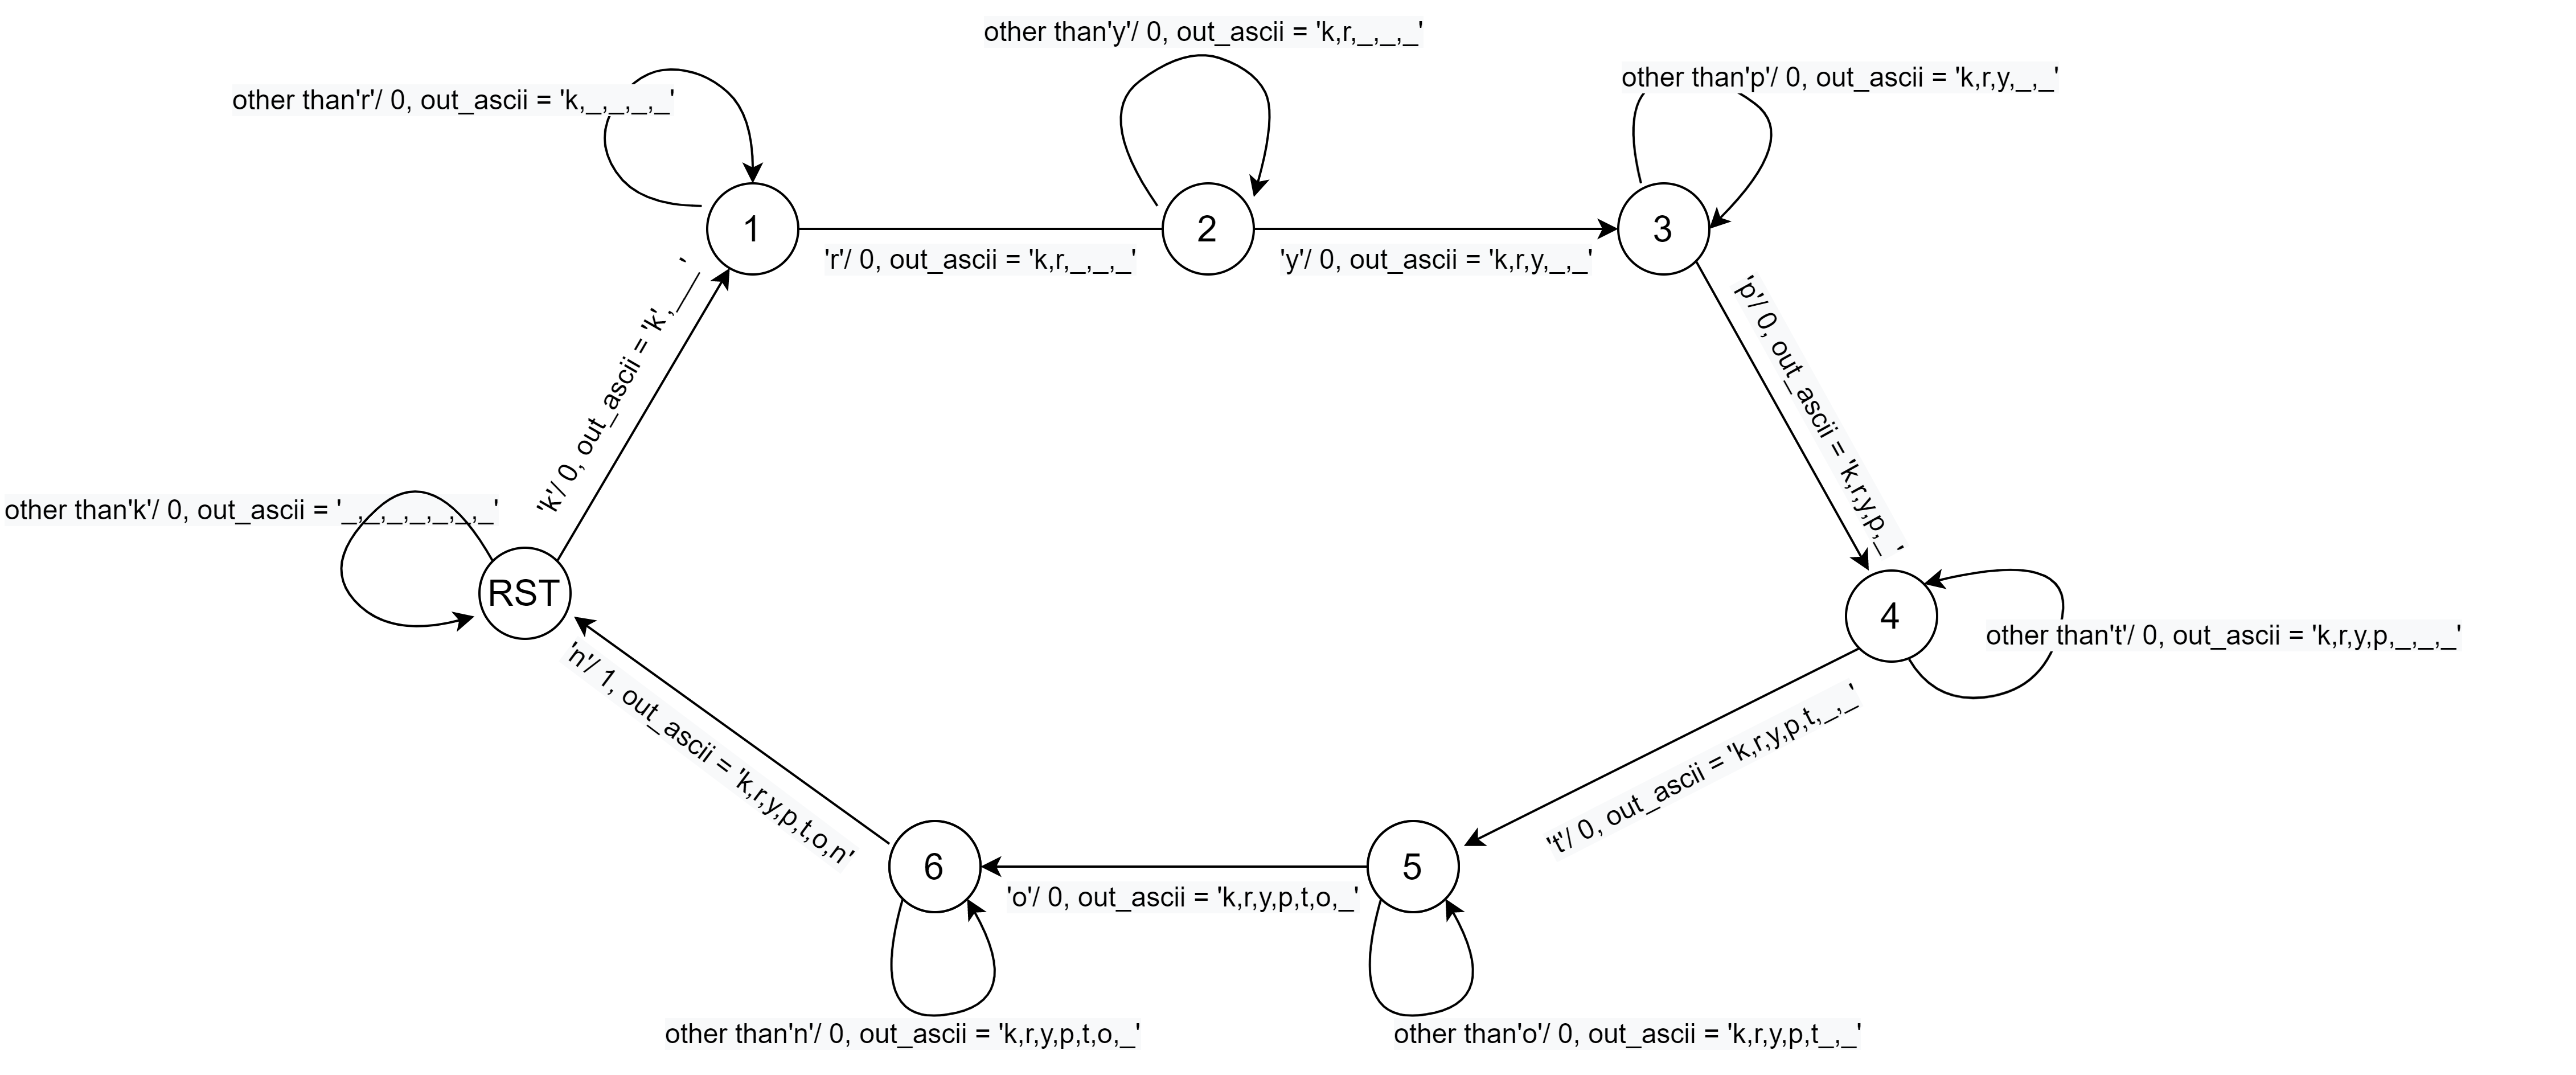 other than'y'/ 0, out_ascii = 'k,r,_,_,_'
other than'r'/ 0, out_ascii = 'k,_,_,_,_'
other than'p'/ 0, out_ascii = 'k,r,y,_,_'
1
2
3
'r'/ 0, out_ascii = 'k,r,_,_,_'
'y'/ 0, out_ascii = 'k,r,y,_,_'
'k'/ 0, out_ascii = 'k',___'
'p'/ 0, out_ascii = 'k,r,y,p,_'
other than'k'/ 0, out_ascii = '_,_,_,_,_,_,_'
RST
4
other than't'/ 0, out_ascii = 'k,r,y,p,_,_,_'
'n'/ 1, out_ascii = 'k,r,y,p,t,o,n'
't'/ 0, out_ascii = 'k,r,y,p,t,_,_'
6
5
'o'/ 0, out_ascii = 'k,r,y,p,t,o,_'
other than'n'/ 0, out_ascii = 'k,r,y,p,t,o,_'
other than'o'/ 0, out_ascii = 'k,r,y,p,t_,_'